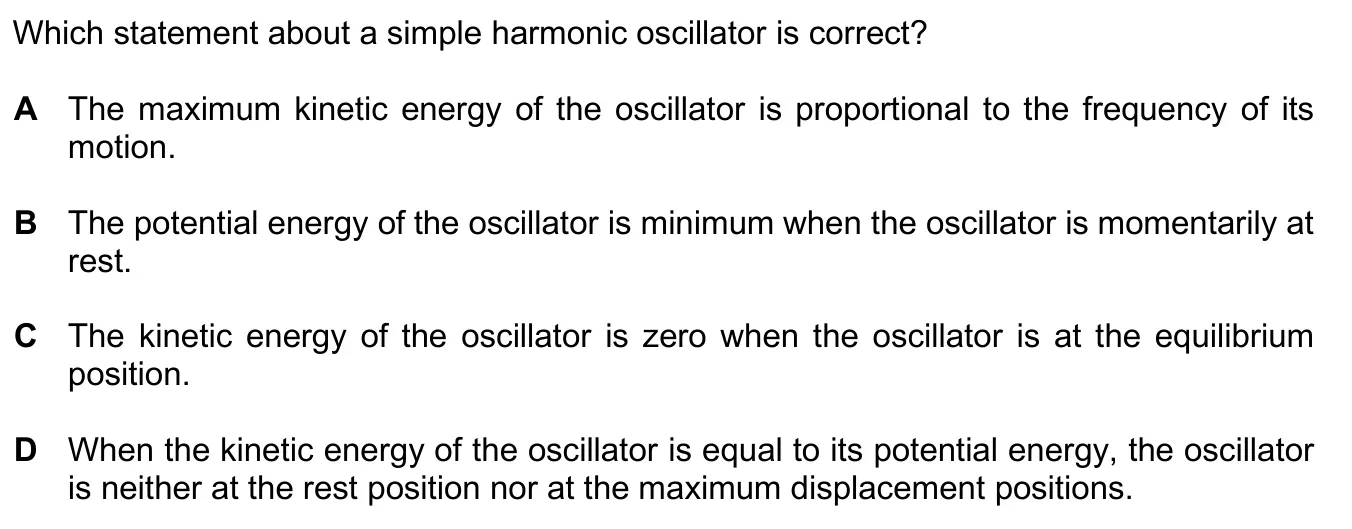 Which statement about a simple harmonic oscillator is correct?
A The maximum kinetic energy of the oscillator is proportional to the frequency of its
motion.
B The potential energy of the oscillator is minimum when the oscillator is momentarily at
rest.
C The kinetic energy of the oscillator is zero when the oscillator is at the equilibrium
position.
D When the kinetic energy of the oscillator is equal to its potential energy, the oscillator
is neither at the rest position nor at the maximum displacement positions.